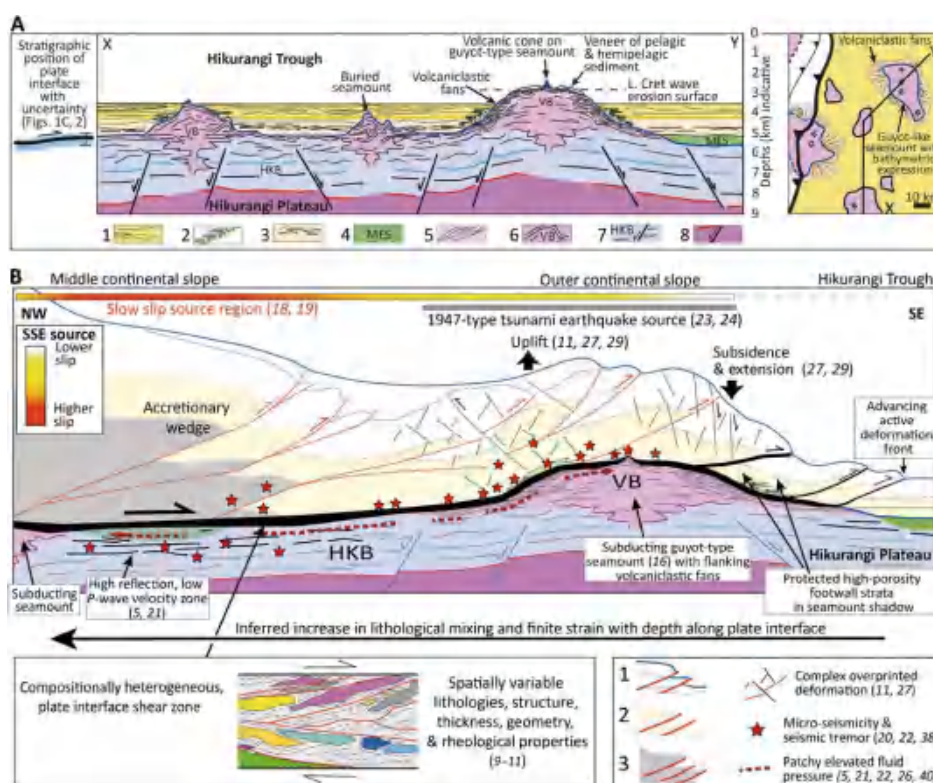 A
Stratigraphic
position of
plate
interface
with
uncertainty
(Figs. 1C, 2)
X
Hikurangi Trough
Volcanic cone on
guyot-type seamount
Veneer of pelagic
& hemipelagic
sediment
Y
Buried
seamount
Volcaniclastic
fans
L. Cret wave
erosion surface
VB
VB
VB
MFS
HKB
Hikurangi Plateau
0
1
2
3
4
5
6
7
8
9
Depths (km) indicative
Volcaniclastic
fans
Guyot-like
seamount with
bathymetric
expression
X
10 km
1
2
3
4 MFS
5
6 VB
7 HKB
8
B
Middle continental slope
Outer continental slope
Hikurangi Trough
NW
Slow slip source region (18, 19)
1947-type tsunami earthquake source (23, 24)
SE
SSE source
Lower
slip
Higher
slip
Uplift (11, 27, 29)
Subsidence
& extension (27, 29)
Accretionary
wedge
Advancing
active
deformation
front
VB
HKB
Hikurangi Plateau
Subducting
seamount
High reflection, low
P-wave velocity zone
(5, 21)
Subducting guyot-type
seamount (16) with flanking
volcaniclastic fans
Protected high-porosity
footwall strata
in seamount shadow
Inferred increase in lithological mixing and finite strain with depth along plate interface
Compositionally heterogeneous,
plate interface shear zone
Spatially variable
lithologies, structure,
thickness, geometry,
& rheological properties
(9–11)
1
2
3
Complex overprinted
deformation (11, 27)
Micro-seismicity &
seismic tremor (20, 22, 38)
Patchy elevated fluid
pressure (5, 21, 22, 26, 40)